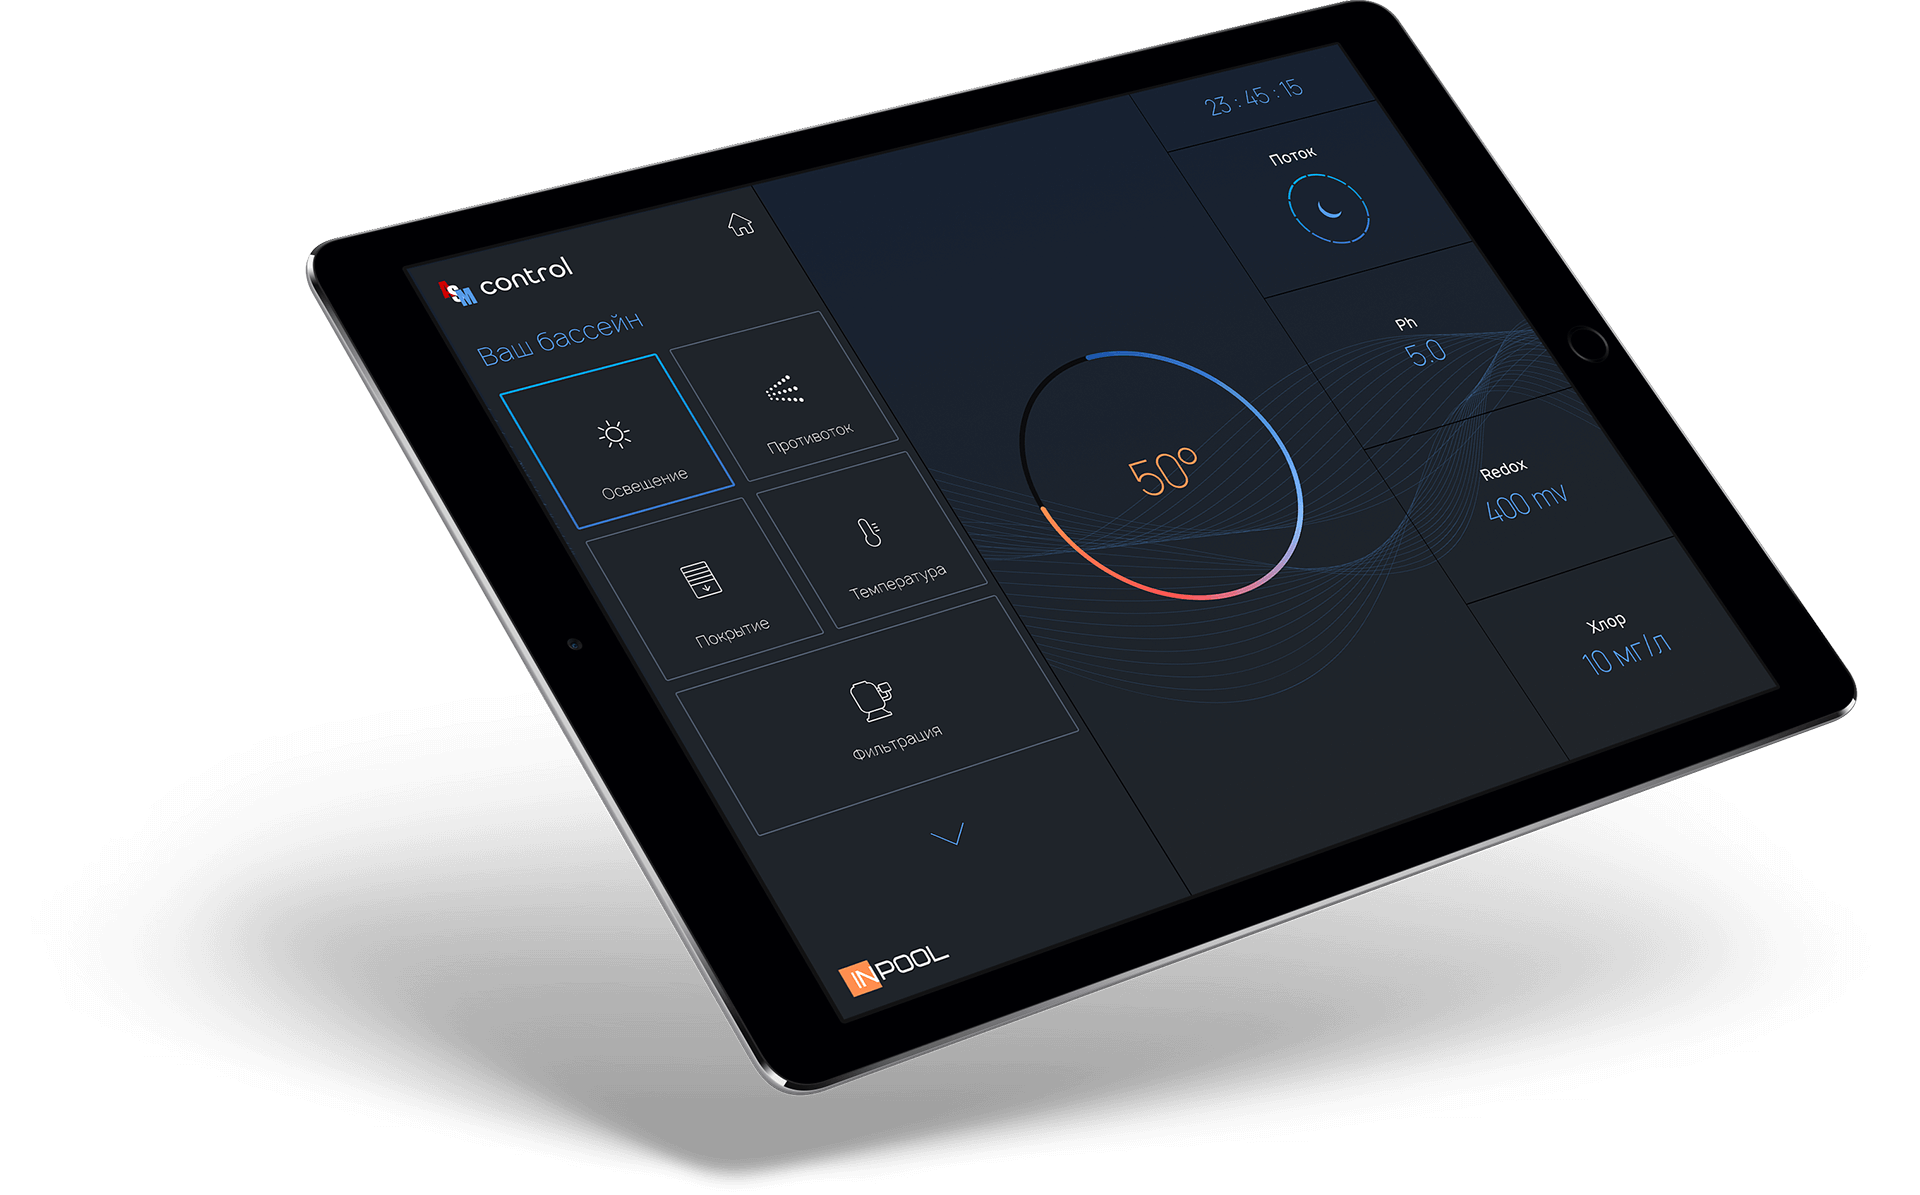 DSM control
Ваш бассейн
Освещение
Противоток
Покрытие
Температура
Фильтрация
INPOOL
50°
23 : 45 : 15
Поток
Ph
5.0
Redox
400 mv
Хлор
10 мг/л